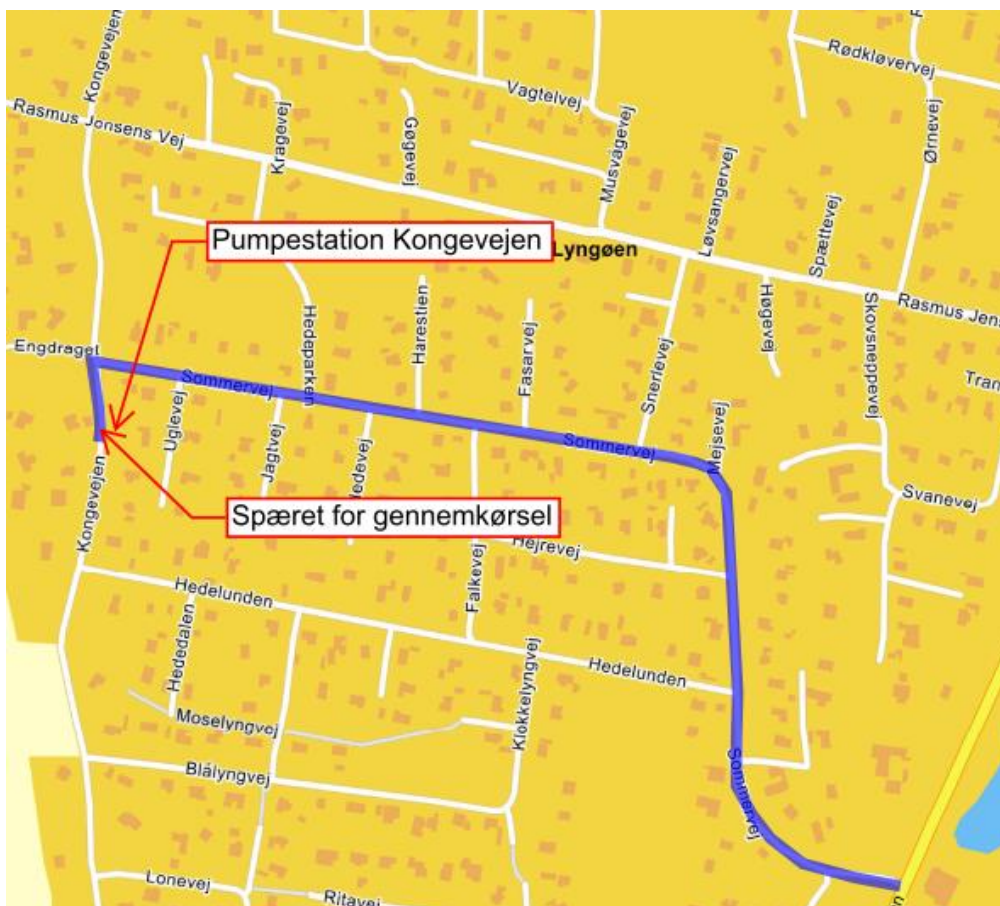 Kongevejen
Rasmus Jonsens Vej
Kragevej
Gøgevej
Vagtelvej
Musvågevej
Rødkløvervej
Ørnevej
Løvsangervej
Spættevej
Pumpestation Kongevejen
Lyngøen
Høgevej
Rasmus Jens
Skovsneppevej
Tran
Engdraget
Hedeparken
Harestien
Fasanvej
Snerlevej
Sommervej
Uglevej
Jagtvej
Hedevej
Sommervej
Mejsevej
Svanevej
Kongevejen
Spæret for gennemkørsel
Hejrevej
Falkevej
Hedelunden
Hededalen
Hedelunden
Klokkelyngvej
Moselyngvej
Blålyngvej
Sommervej
Lonevej
Ritavej